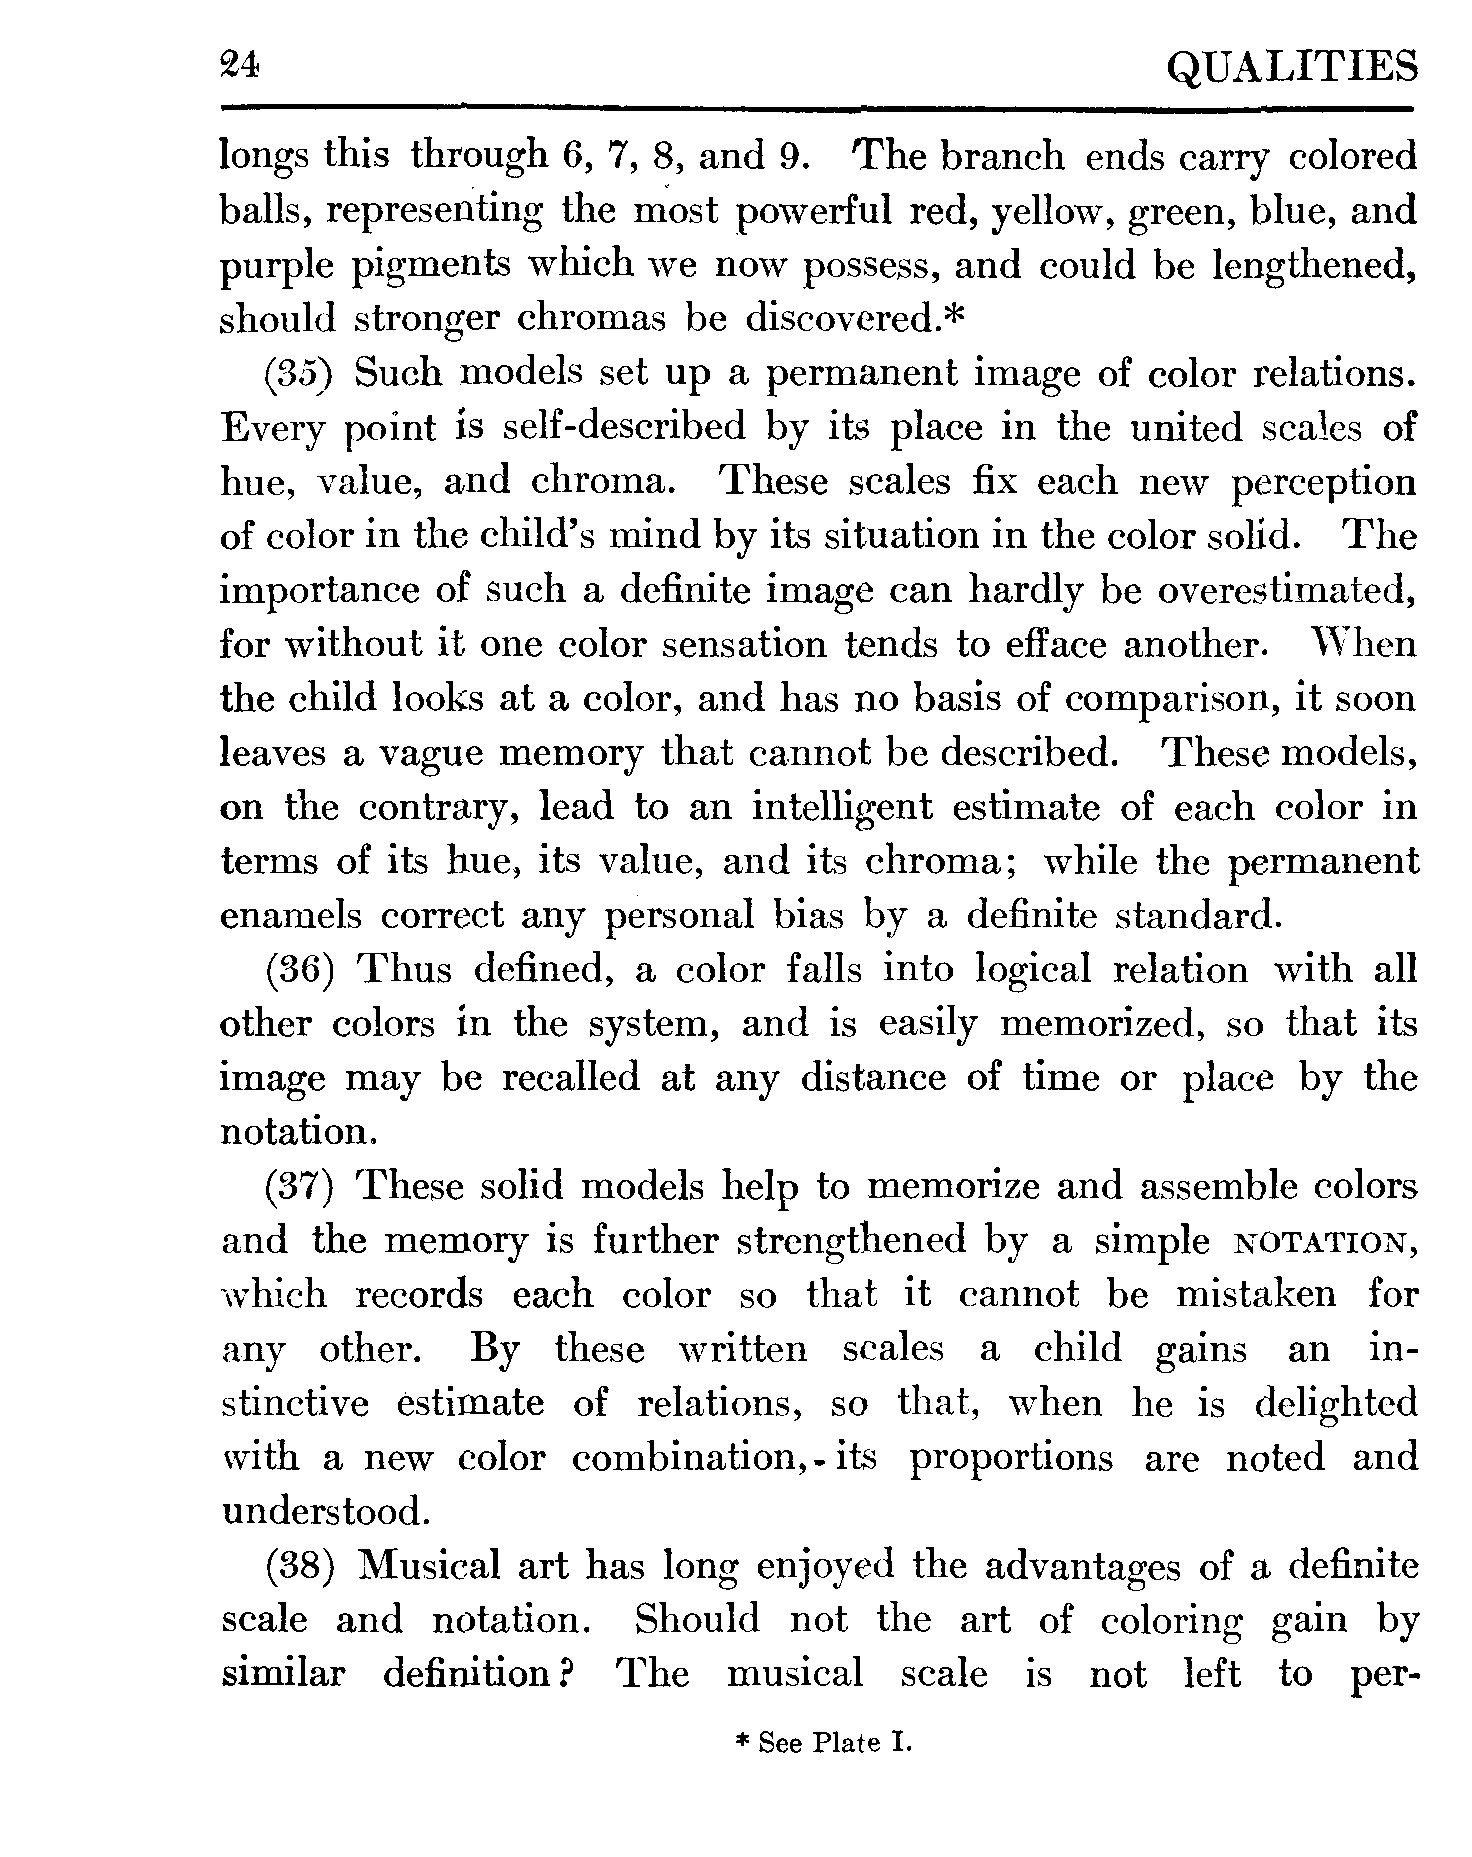 24 QUALITIES
longs this through 6, 7, 8, and 9. The branch ends carry colored
balls, representing the most powerful red, yellow, green, blue, and
purple pigments which we now possess, and could be lengthened,
should stronger chromas be discovered.*
(35) Such models set up a permanent image of color relations.
Every point is self-described by its place in the united scales of
hue, value, and chroma. These scales fix each new perception
of color in the child's mind by its situation in the color solid. The
importance of such a definite image can hardly be overestimated,
for without it one color sensation tends to efface another. When
the child looks at a color, and has no basis of comparison, it soon
leaves a vague memory that cannot be described. These models,
on the contrary, lead to an intelligent estimate of each color in
terms of its hue, its value, and its chroma; while the permanent
enamels correct any personal bias by a definite standard.
(36) Thus defined, a color falls into logical relation with all
other colors in the system, and is easily memorized, so that its
image may be recalled at any distance of time or place by the
notation.
(37) These solid models help to memorize and assemble colors
and the memory is further strengthened by a simple NOTATION,
which records each color so that it cannot be mistaken for
any other. By these written scales a child gains an in-
stinctive estimate of relations, so that, when he is delighted
with a new color combination, its proportions are noted and
understood.
(38) Musical art has long enjoyed the advantages of a definite
scale and notation. Should not the art of coloring gain by
similar definition? The musical scale is not left to per-
* See Plate I.